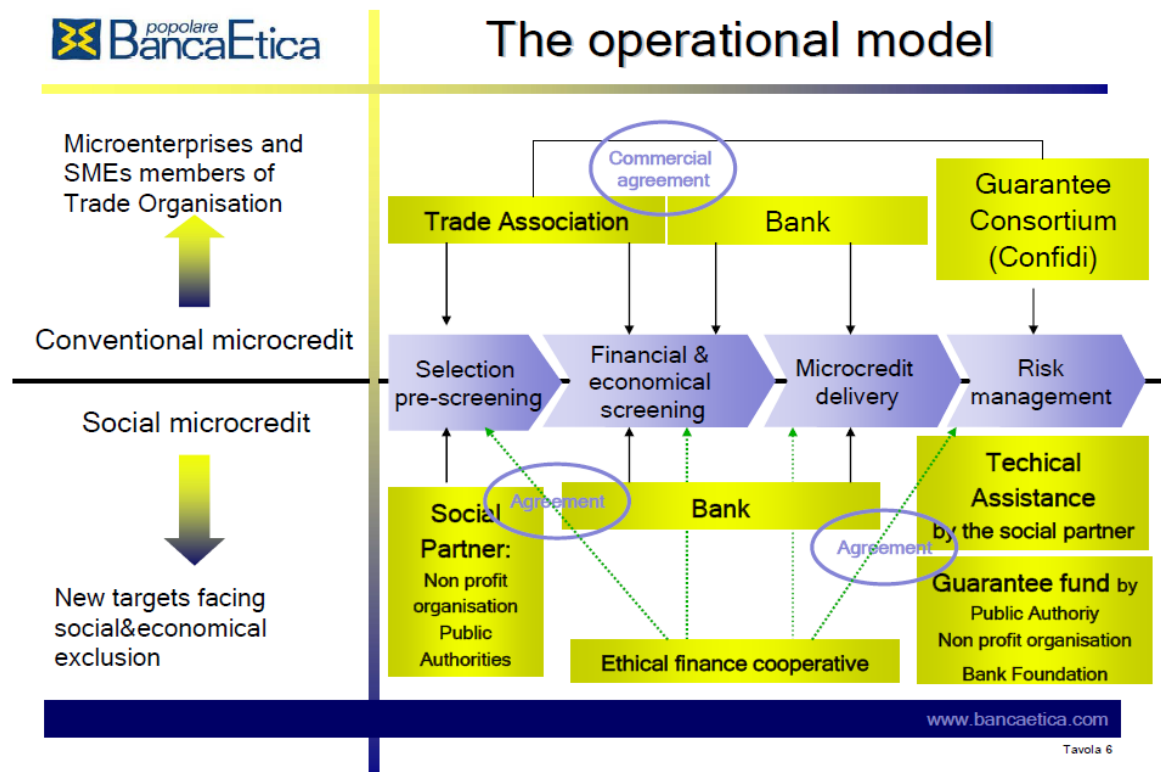 popolare
BancaEtica
The operational model
Microenterprises and
SMEs members of
Trade Organisation
Conventional microcredit
Social microcredit
New targets facing
social&economical
exclusion
Commercial
agreement
Trade Association
Bank
Guarantee
Consortium
(Confidi)
Selection
pre-screening
Financial &
economical
screening
Microcredit
delivery
Risk
management
Agreement
Social
Partner:
Non profit
organisation
Public
Authorities
Bank
Agreement
Ethical finance cooperative
Techical
Assistance
by the social partner
Guarantee fund by
Public Authoriy
Non profit organisation
Bank Foundation
www.bancaetica.com
Tavola 6